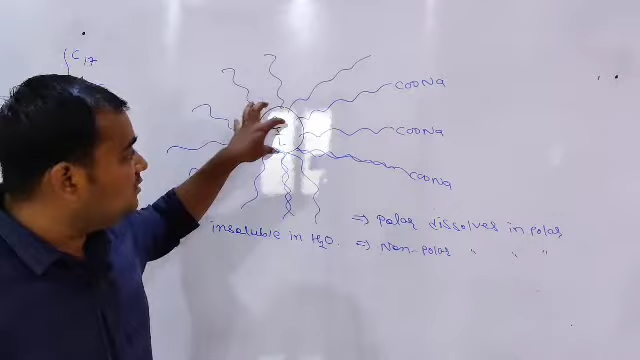 C17
COONa
COONa
COONa
insoluble in H2O.
⇒ Polar dissolves in polar
⇒ Non-polar " " "